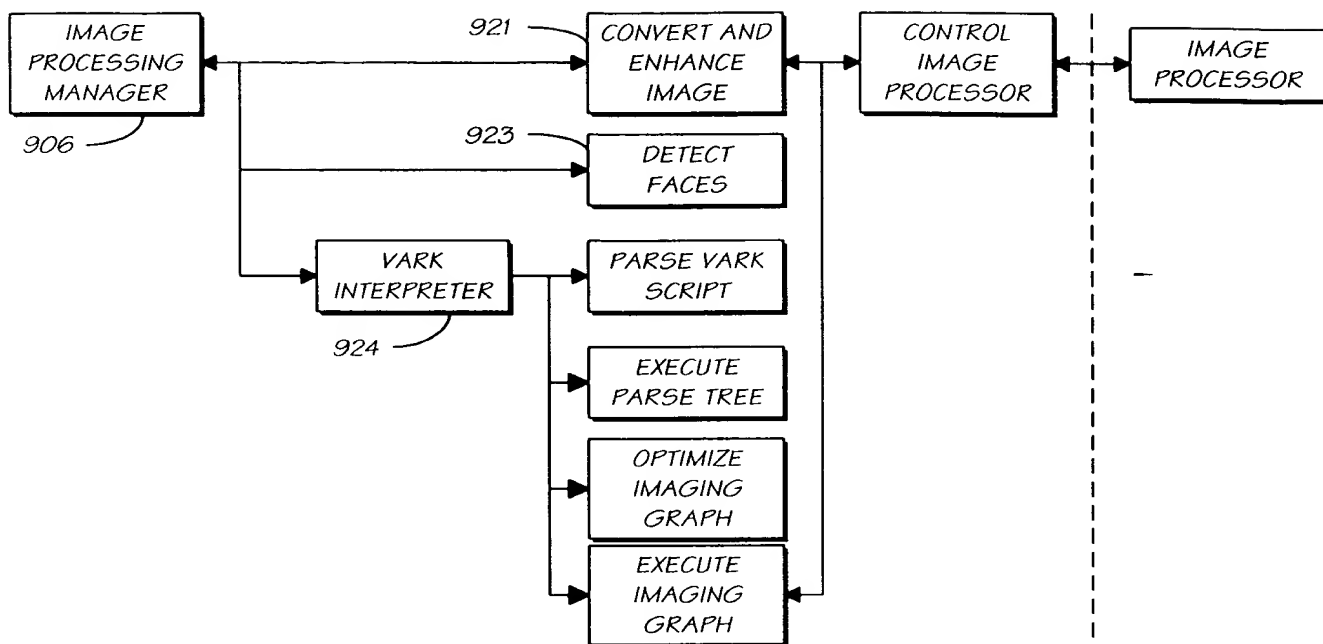 IMAGE
PROCESSING
MANAGER
906
921
CONVERT AND
ENHANCE
IMAGE
CONTROL
IMAGE
PROCESSOR
IMAGE
PROCESSOR
923
DETECT
FACES
VARK
INTERPRETER
924
PARSE VARK
SCRIPT
EXECUTE
PARSE TREE
OPTIMIZE
IMAGING
GRAPH
EXECUTE
IMAGING
GRAPH